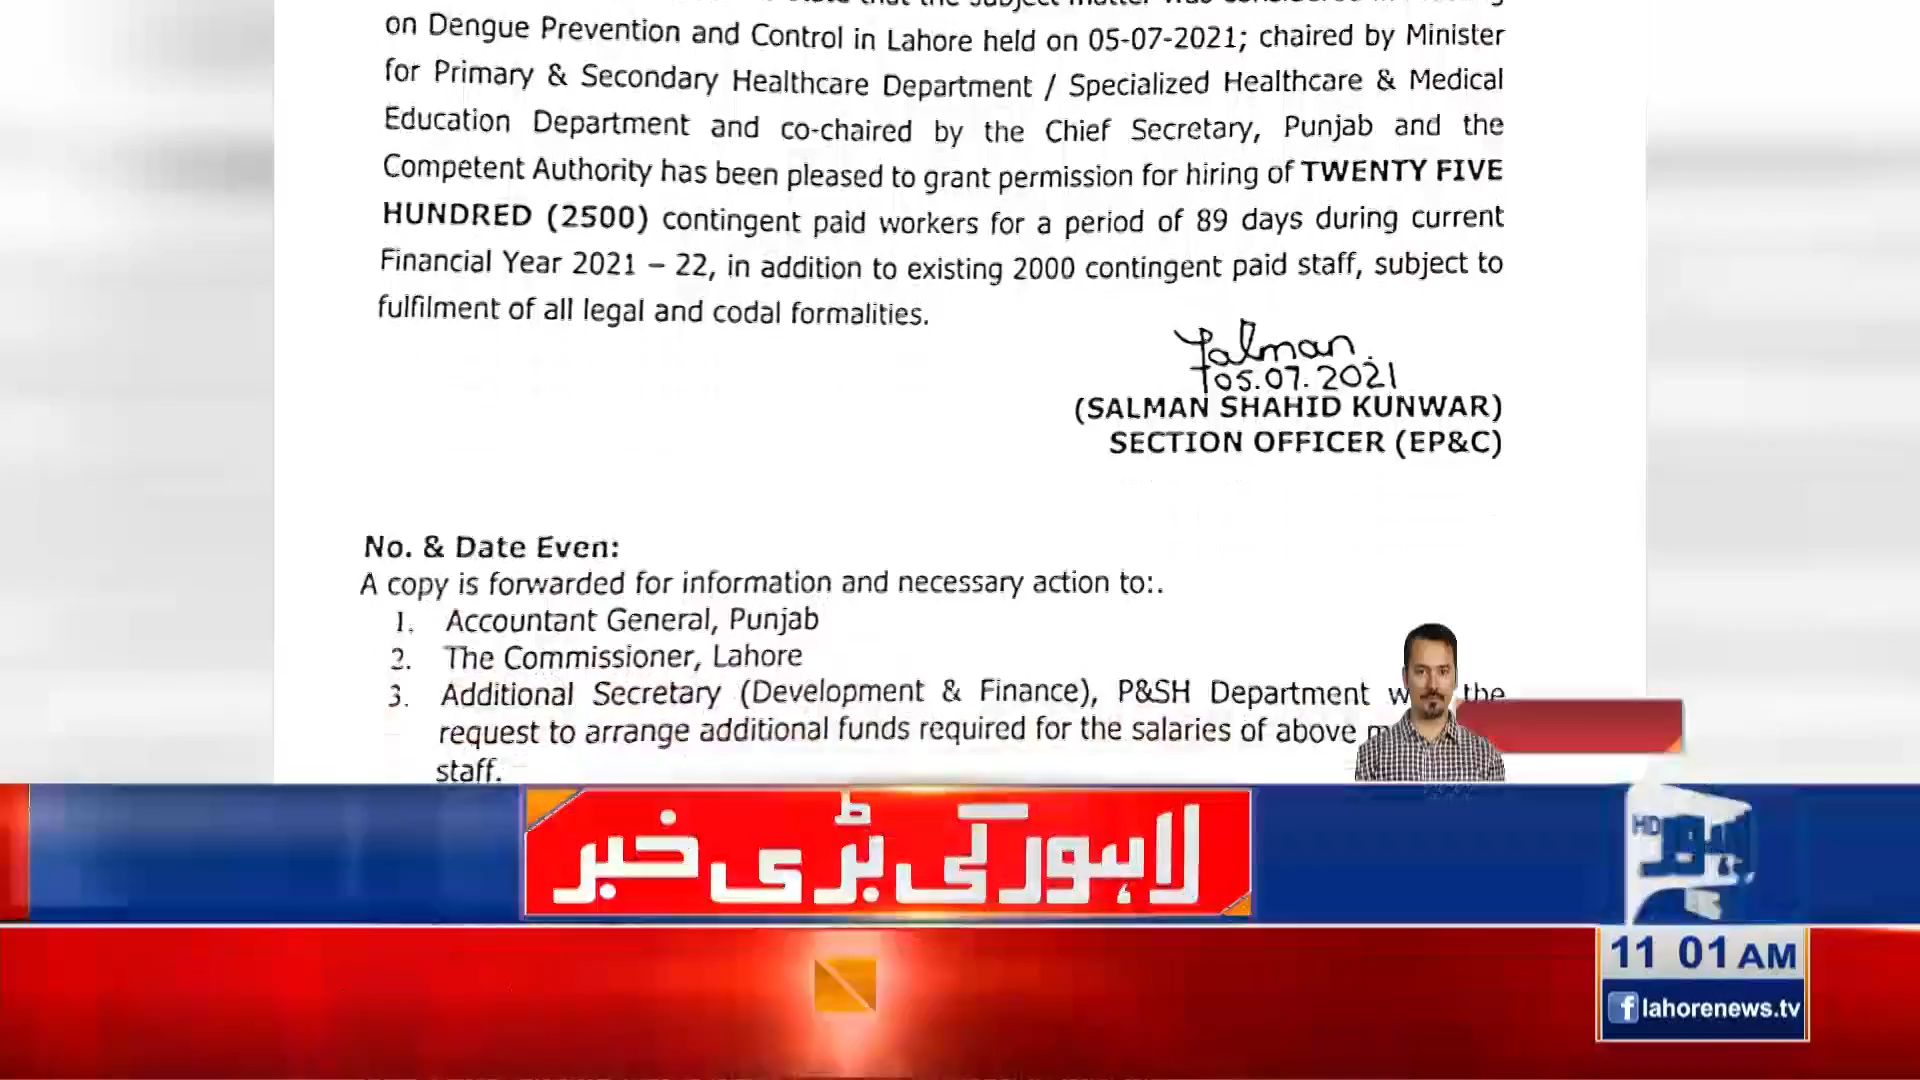 on Dengue Prevention and Control in Lahore held on 05-07-2021; chaired by Minister
for Primary & Secondary Healthcare Department / Specialized Healthcare & Medical
Education Department and co-chaired by the Chief Secretary, Punjab and the
Competent Authority has been pleased to grant permission for hiring of TWENTY FIVE
HUNDRED (2500) contingent paid workers for a period of 89 days during current
Financial Year 2021 – 22, in addition to existing 2000 contingent paid staff, subject to
fulfilment of all legal and codal formalities.
Salman
05.07.2021
(SALMAN SHAHID KUNWAR)
SECTION OFFICER (EP&C)
No. & Date Even:
A copy is forwarded for information and necessary action to:.
1. Accountant General, Punjab
2. The Commissioner, Lahore
3. Additional Secretary (Development & Finance), P&SH Department the
request to arrange additional funds required for the salaries of above
staff.
لاہور کی بڑی خبر
HD
11 01 AM
lahorenews.tv